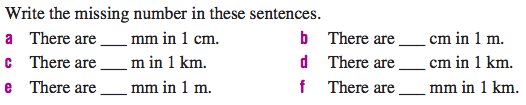 Write the missing number in these sentences.
a There are ___ mm in 1 cm. b There are ___ cm in 1 m.
c There are ___ m in 1 km. d There are ___ cm in 1 km.
e There are ___ mm in 1 m. f There are ___ mm in 1 km.